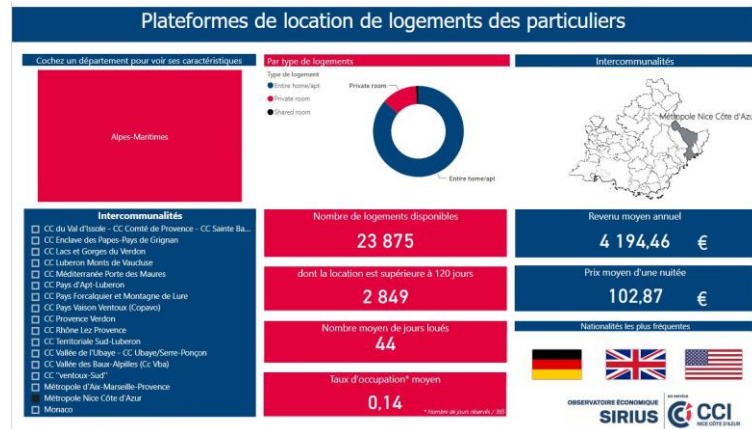 Plateformes de location de logements des particuliers
Cochez un département pour voir ses caractéristiques
Alpes-Maritimes
Par type de logements
Type de logement
Entire home/apt
Private room
Shared room
Private room
Entire home/apt
Intercommunalités
Métropole Nice Côte d'Azur
Intercommunalités
CC du Val d'Issole - CC Comté de Provence - CC Sainte Ba...
CC Enclave des Papes-Pays de Grignan
CC Lacs et Gorges du Verdon
CC Luberon Monts de Vaucluse
CC Méditerranée Porte des Maures
CC Pays d'Apt-Luberon
CC Pays Forcalquier et Montagne de Lure
CC Pays Vaison Ventoux (Copavo)
CC Provence Verdon
CC Rhône Lez Provence
CC Territoriale Sud-Luberon
CC Vallée de l'Ubaye - CC Ubaye/Serre-Ponçon
CC Vallée des Baux-Alpilles (Cc Vba)
CC "ventoux-Sud"
Métropole d'Aix-Marseille-Provence
Métropole Nice Côte d'Azur
Monaco
Nombre de logements disponibles
23 875
dont la location est supérieure à 120 jours
2 849
Nombre moyen de jours loués
44
Taux d'occupation* moyen
0,14
* Nombre de jours réservés / 365
Revenu moyen annuel
4 194,46 €
Prix moyen d'une nuitée
102,87 €
Nationalités les plus fréquentes
OBSERVATOIRE ÉCONOMIQUE
SIRIUS
CCI
NICE CÔTE D'AZUR